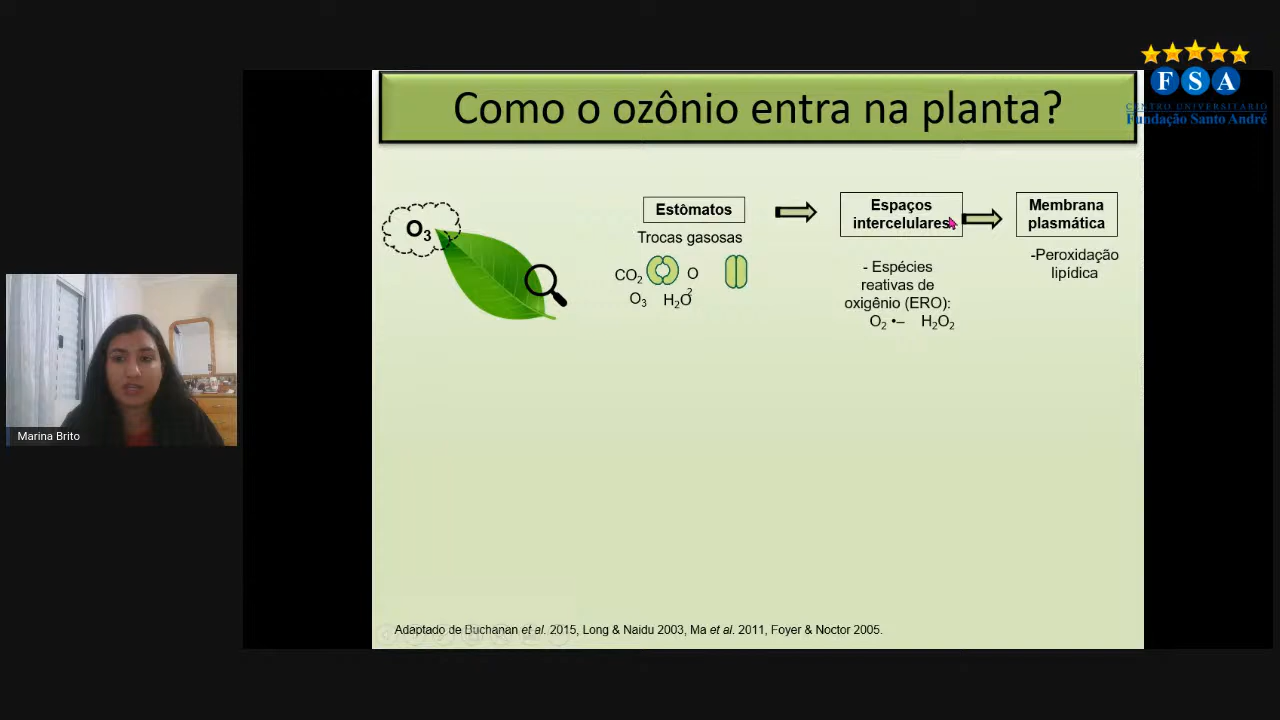 F S A
CENTRO UNIVERSITÁRIO
Fundação Santo André
Como o ozônio entra na planta?
O3
Estômatos
Trocas gasosas
CO2
O2
O3
H2O
Espaços
intercelulares
- Espécies
reativas de
oxigênio (ERO):
O2 •– H2O2
Membrana
plasmática
-Peroxidação
lipídica
Marina Brito
Adaptado de Buchanan et al. 2015, Long & Naidu 2003, Ma et al. 2011, Foyer & Noctor 2005.